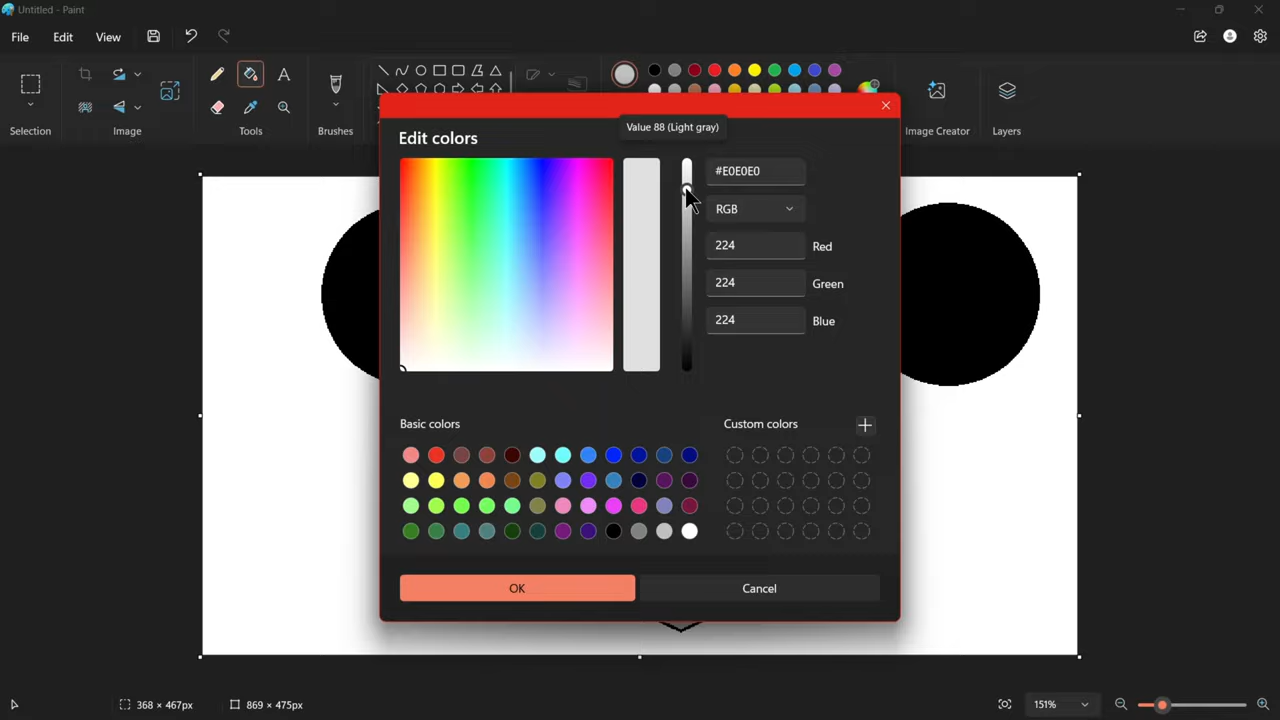 Untitled - Paint
File Edit View
Selection Image Tools Brushes Image Creator Layers
Value 88 (Light gray)
Edit colors
#E0E0E0
RGB
224 Red
224 Green
224 Blue
Basic colors Custom colors
OK Cancel
368 × 467px 869 × 475px 151%